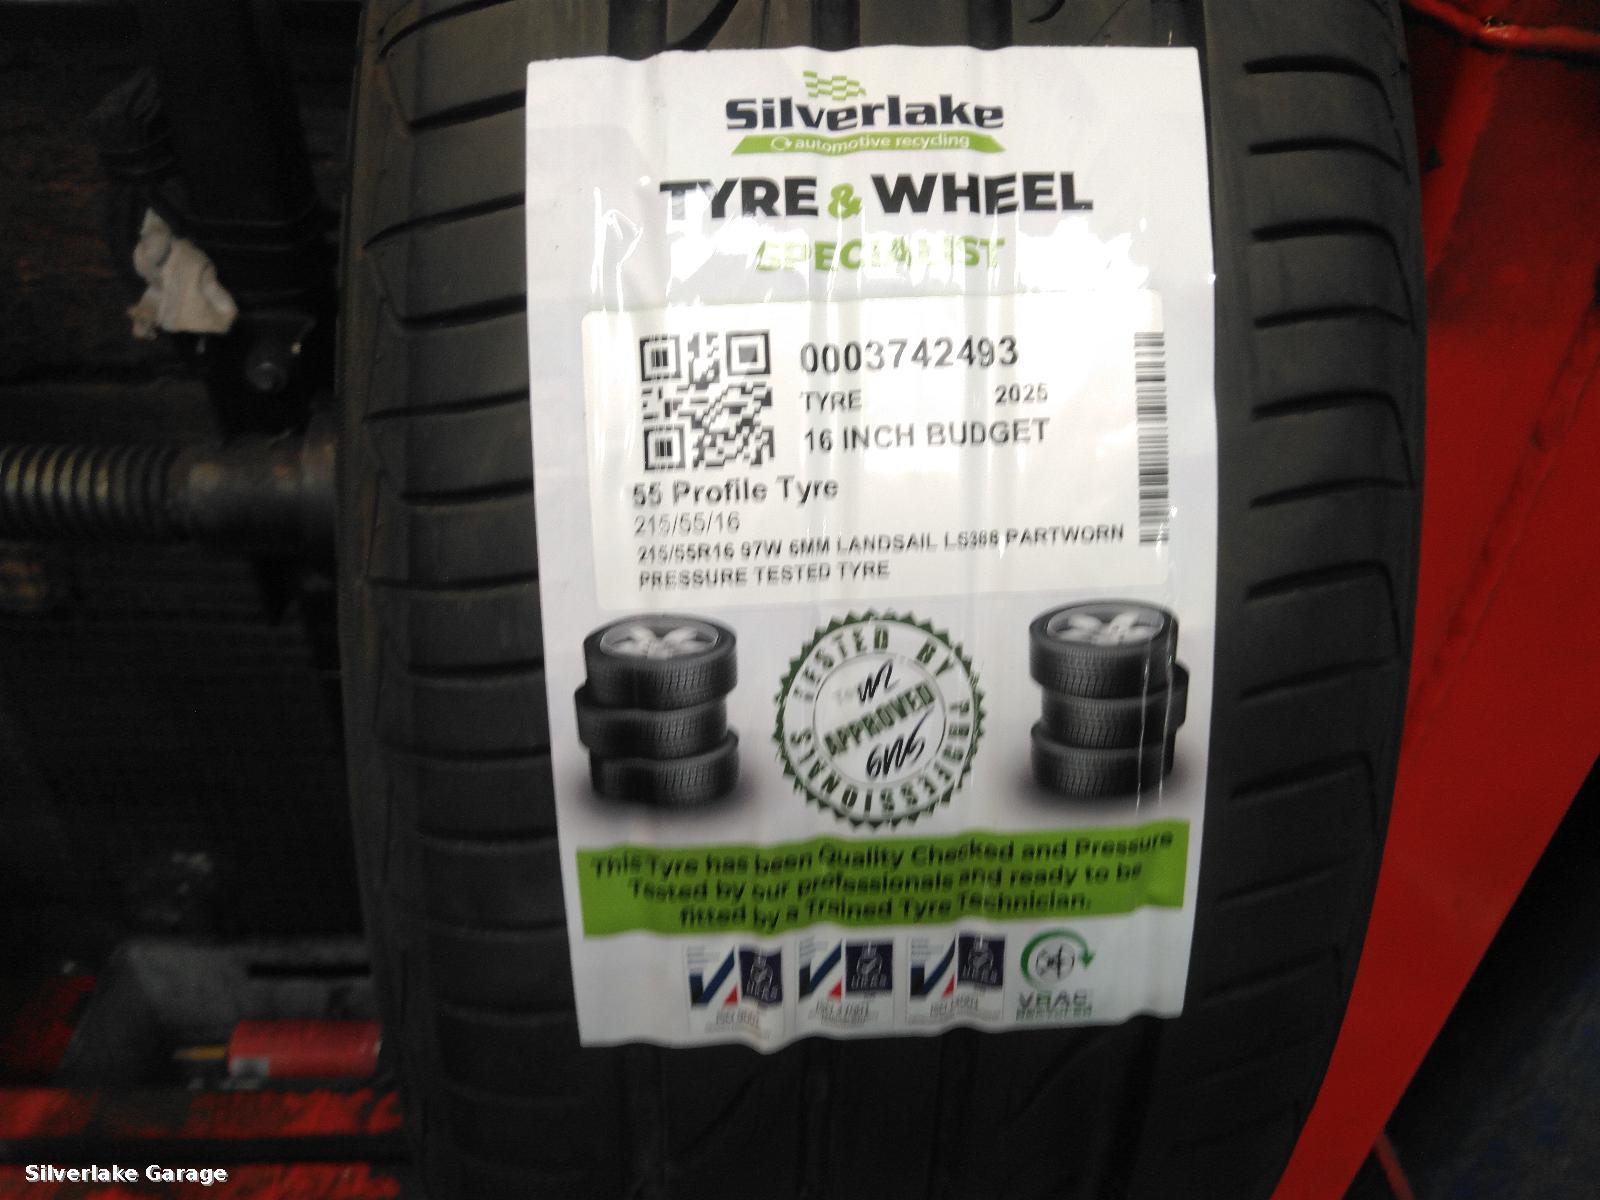 Silverlake
automotive recycling
TYRE & WHEEL
SPECIALIST
0003742493
TYRE 2025
16 INCH BUDGET
55 Profile Tyre
215/55/16
215/55R16 97W 6MM LANDSAIL LS388 PARTWORN
PRESSURE TESTED TYRE
TESTED BY PROFESSIONALS
APPROVED
This Tyre has been Quality Checked and Pressure
Tested by our professionals and ready to be
fitted by a Trained Tyre Technician.
VRAC
Silverlake Garage